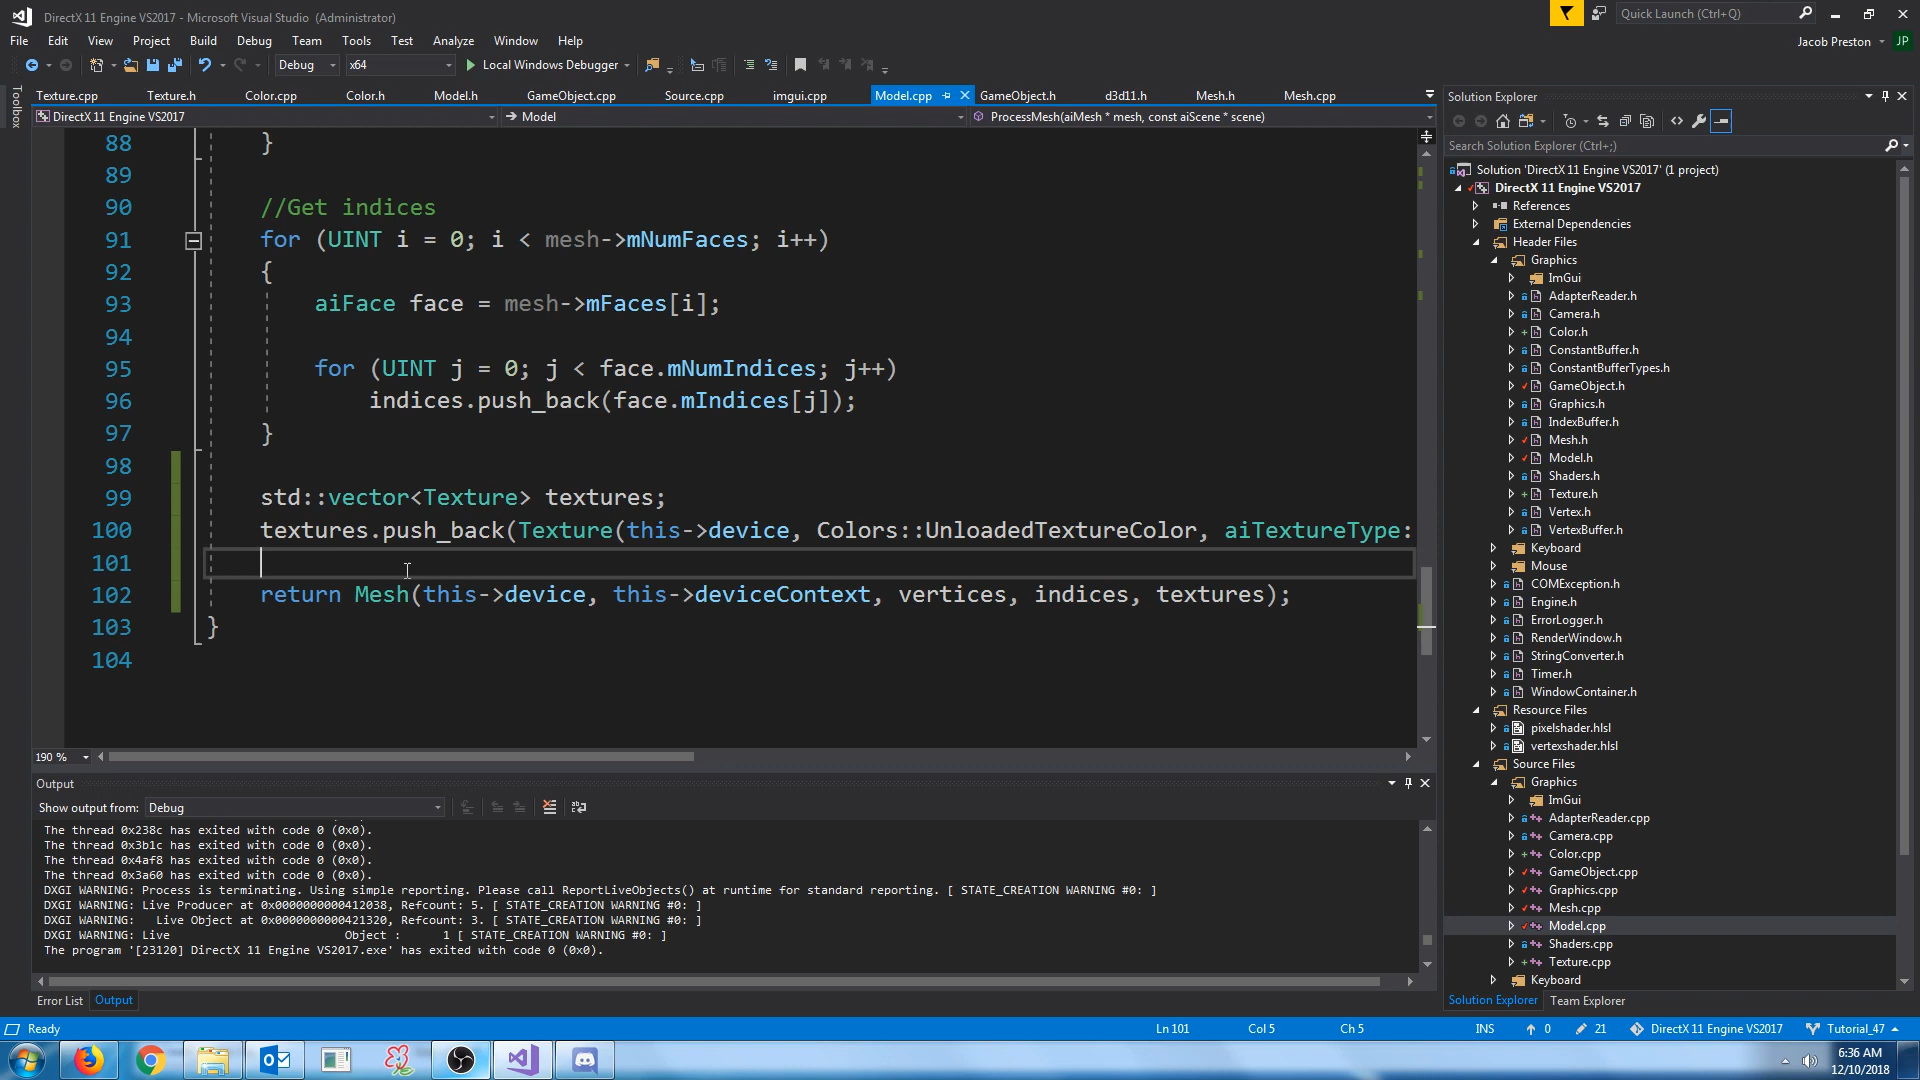 DirectX 11 Engine VS2017 - Microsoft Visual Studio (Administrator)
Quick Launch (Ctrl+Q)
File Edit View Project Build Debug Team Tools Test Analyze Window Help
Jacob Preston JP
Debug x64 Local Windows Debugger
Toolbox
Texture.cpp Texture.h Color.cpp Color.h Model.h GameObject.cpp Source.cpp imgui.cpp Model.cpp GameObject.h d3d11.h Mesh.h Mesh.cpp
DirectX 11 Engine VS2017 Model ProcessMesh(aiMesh * mesh, const aiScene * scene)
88 }
89
90 //Get indices
91 for (UINT i = 0; i < mesh->mNumFaces; i++)
92 {
93 aiFace face = mesh->mFaces[i];
94
95 for (UINT j = 0; j < face.mNumIndices; j++)
96 indices.push_back(face.mIndices[j]);
97 }
98
99 std::vector<Texture> textures;
100 textures.push_back(Texture(this->device, Colors::UnloadedTextureColor, aiTextureType:
101
102 return Mesh(this->device, this->deviceContext, vertices, indices, textures);
103 }
104
190 %
Output
Show output from: Debug
The thread 0x238c has exited with code 0 (0x0).
The thread 0x3b1c has exited with code 0 (0x0).
The thread 0x4af8 has exited with code 0 (0x0).
The thread 0x3a60 has exited with code 0 (0x0).
DXGI WARNING: Process is terminating. Using simple reporting. Please call ReportLiveObjects() at runtime for standard reporting. [ STATE_CREATION WARNING #0: ]
DXGI WARNING: Live Producer at 0x0000000000412038, Refcount: 5. [ STATE_CREATION WARNING #0: ]
DXGI WARNING: Live Object at 0x0000000000421320, Refcount: 3. [ STATE_CREATION WARNING #0: ]
DXGI WARNING: Live Object : 1 [ STATE_CREATION WARNING #0: ]
The program '[23120] DirectX 11 Engine VS2017.exe' has exited with code 0 (0x0).
Error List Output
Solution Explorer
Search Solution Explorer (Ctrl+;)
Solution 'DirectX 11 Engine VS2017' (1 project)
DirectX 11 Engine VS2017
References
External Dependencies
Header Files
Graphics
ImGui
AdapterReader.h
Camera.h
Color.h
ConstantBuffer.h
ConstantBufferTypes.h
GameObject.h
Graphics.h
IndexBuffer.h
Mesh.h
Model.h
Shaders.h
Texture.h
Vertex.h
VertexBuffer.h
Keyboard
Mouse
COMException.h
Engine.h
ErrorLogger.h
RenderWindow.h
StringConverter.h
Timer.h
WindowContainer.h
Resource Files
pixelshader.hlsl
vertexshader.hlsl
Source Files
Graphics
ImGui
AdapterReader.cpp
Camera.cpp
Color.cpp
GameObject.cpp
Graphics.cpp
Mesh.cpp
Model.cpp
Shaders.cpp
Texture.cpp
Keyboard
Solution Explorer Team Explorer
Ready Ln 101 Col 5 Ch 5 INS 0 21 DirectX 11 Engine VS2017 Tutorial_47
6:36 AM
12/10/2018